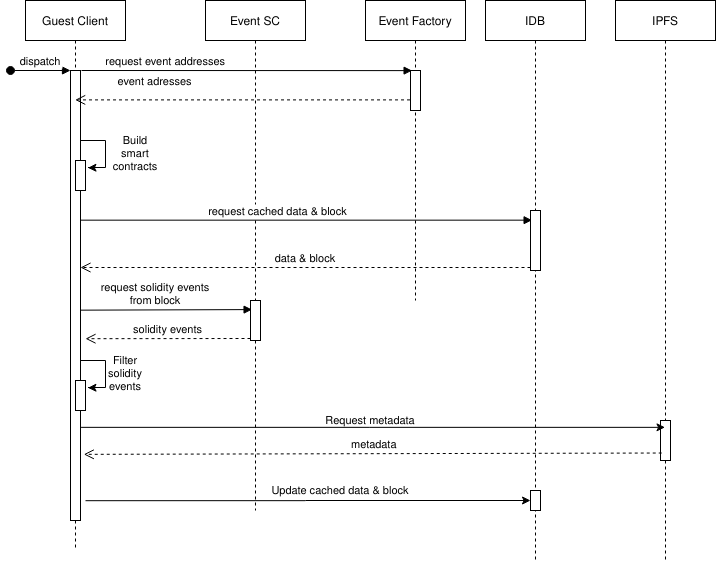 Guest Client
Event SC
Event Factory
IDB
IPFS
dispatch
request event addresses
event adresses
Build
smart
contracts
request cached data & block
data & block
request solidity events
from block
solidity events
Filter
solidity
events
Request metadata
metadata
Update cached data & block